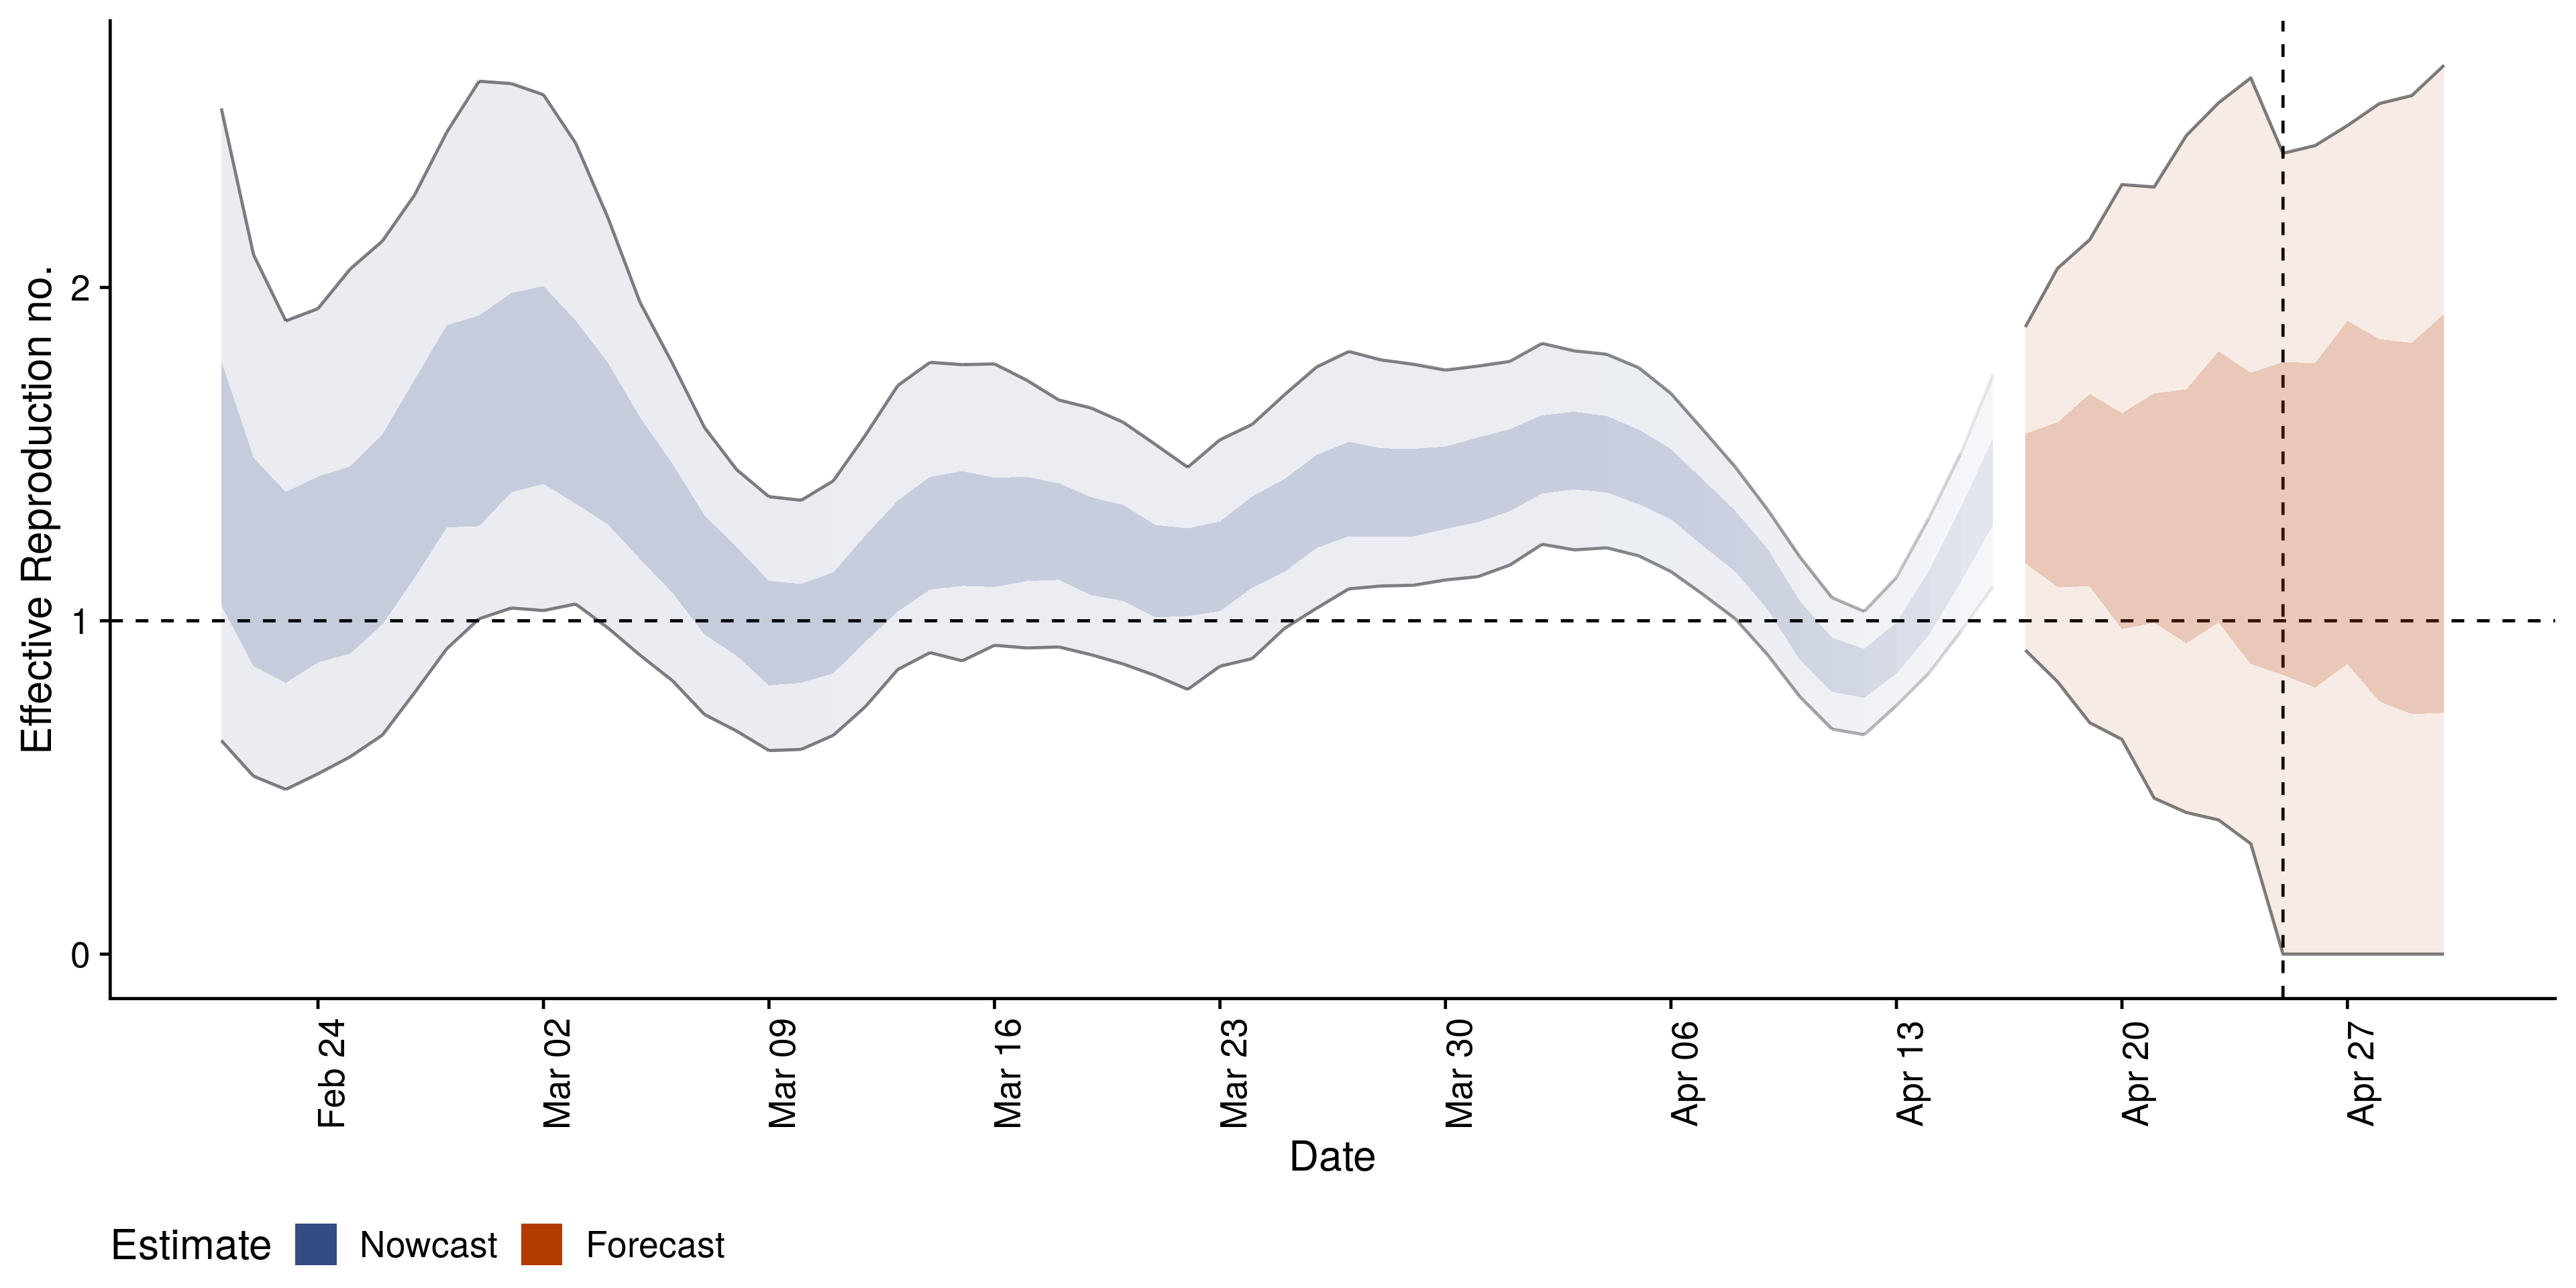 Effective Reproduction no.
2
1
0
Feb 24
Mar 02
Mar 09
Mar 16
Mar 23
Mar 30
Apr 06
Apr 13
Apr 20
Apr 27
Date
Estimate Nowcast Forecast